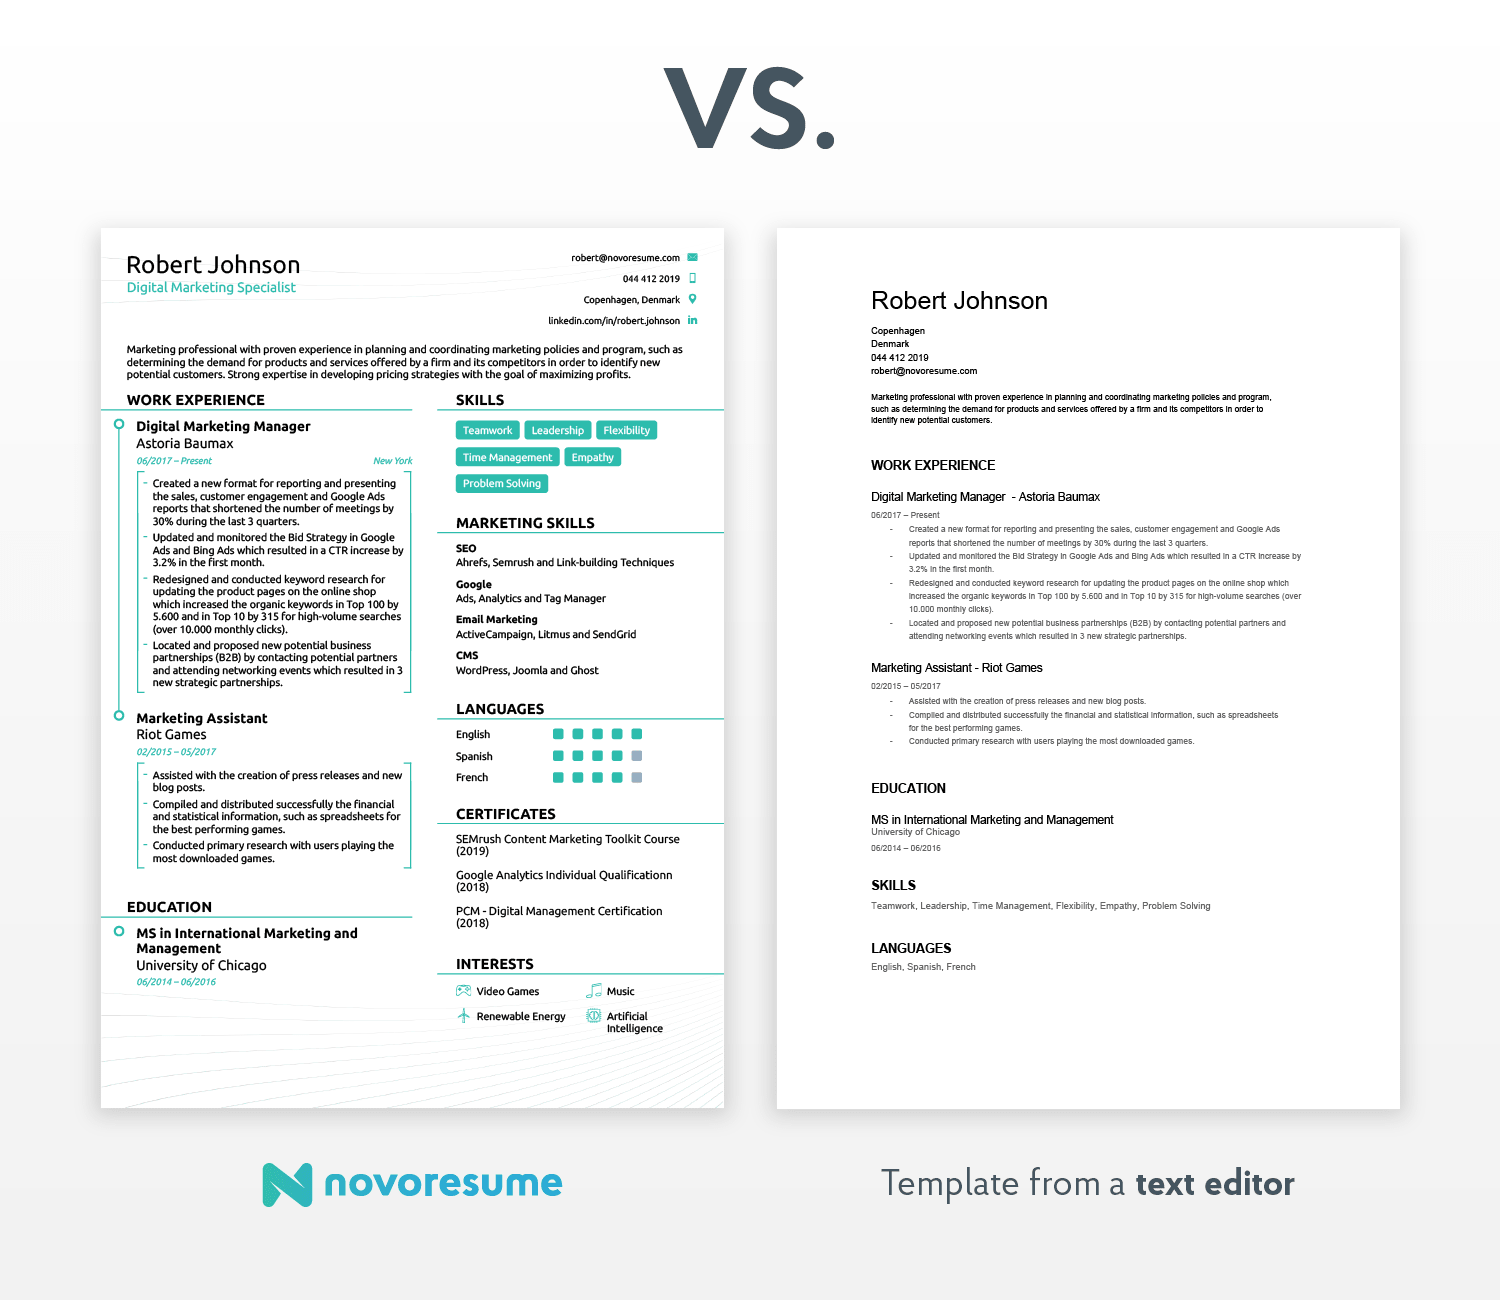 VS.
Robert Johnson
Digital Marketing Specialist
robert@novoresume.com
044 412 2019
Copenhagen, Denmark
linkedin.com/in/robert.johnson
Marketing professional with proven experience in planning and coordinating marketing policies and program, such as
determining the demand for products and services offered by a firm and its competitors in order to identify new
potential customers. Strong expertise in developing pricing strategies with the goal of maximizing profits.
WORK EXPERIENCE
Digital Marketing Manager
Astoria Baumax
06/2017 – Present New York
- Created a new format for reporting and presenting
the sales, customer engagement and Google Ads
reports that shortened the number of meetings by
30% during the last 3 quarters.
- Updated and monitored the Bid Strategy in Google
Ads and Bing Ads which resulted in a CTR increase by
3.2% in the first month.
- Redesigned and conducted keyword research for
updating the product pages on the online shop
which increased the organic keywords in Top 100 by
5.600 and in Top 10 by 315 for high-volume searches
(over 10.000 monthly clicks).
- Located and proposed new potential business
partnerships (B2B) by contacting potential partners
and attending networking events which resulted in 3
new strategic partnerships.
Marketing Assistant
Riot Games
02/2015 – 05/2017
- Assisted with the creation of press releases and new
blog posts.
- Compiled and distributed successfully the financial
and statistical information, such as spreadsheets for
the best performing games.
- Conducted primary research with users playing the
most downloaded games.
EDUCATION
MS in International Marketing and
Management
University of Chicago
06/2014 – 06/2016
SKILLS
Teamwork Leadership Flexibility
Time Management Empathy
Problem Solving
MARKETING SKILLS
SEO
Ahrefs, Semrush and Link-building Techniques
Google
Ads, Analytics and Tag Manager
Email Marketing
ActiveCampaign, Litmus and SendGrid
CMS
WordPress, Joomla and Ghost
LANGUAGES
English
Spanish
French
CERTIFICATES
SEMrush Content Marketing Toolkit Course
(2019)
Google Analytics Individual Qualificationn
(2018)
PCM - Digital Management Certification
(2018)
INTERESTS
Video Games Music
Renewable Energy Artificial
Intelligence
novoresume
Robert Johnson
Copenhagen
Denmark
044 412 2019
robert@novoresume.com
Marketing professional with proven experience in planning and coordinating marketing policies and program,
such as determining the demand for products and services offered by a firm and its competitors in order to
identify new potential customers.
WORK EXPERIENCE
Digital Marketing Manager - Astoria Baumax
06/2017 – Present
- Created a new format for reporting and presenting the sales, customer engagement and Google Ads
reports that shortened the number of meetings by 30% during the last 3 quarters.
- Updated and monitored the Bid Strategy in Google Ads and Bing Ads which resulted in a CTR increase by
3.2% in the first month.
- Redesigned and conducted keyword research for updating the product pages on the online shop which
increased the organic keywords in Top 100 by 5.600 and in Top 10 by 315 for high-volume searches (over
10.000 monthly clicks).
- Located and proposed new potential business partnerships (B2B) by contacting potential partners and
attending networking events which resulted in 3 new strategic partnerships.
Marketing Assistant - Riot Games
02/2015 – 05/2017
- Assisted with the creation of press releases and new blog posts.
- Compiled and distributed successfully the financial and statistical information, such as spreadsheets
for the best performing games.
- Conducted primary research with users playing the most downloaded games.
EDUCATION
MS in International Marketing and Management
University of Chicago
06/2014 – 06/2016
SKILLS
Teamwork, Leadership, Time Management, Flexibility, Empathy, Problem Solving
LANGUAGES
English, Spanish, French
Template from a text editor